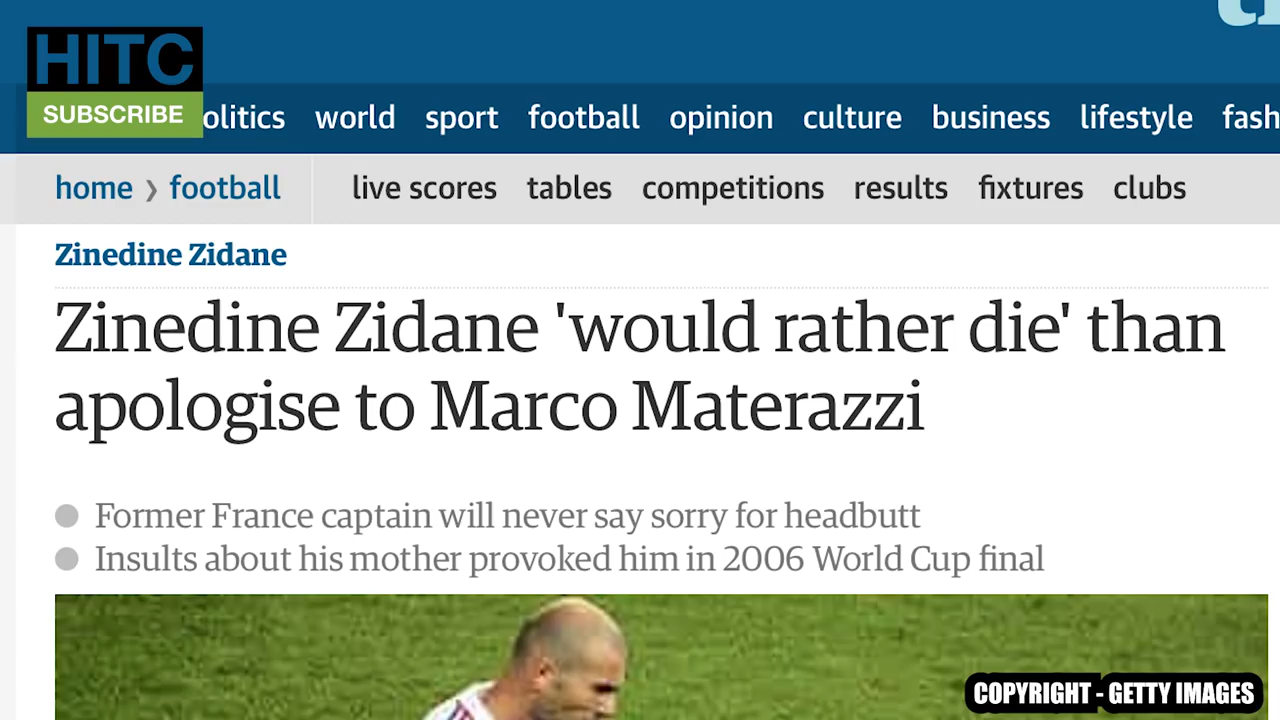 HITC
SUBSCRIBE
olitics world sport football opinion culture business lifestyle fash
home › football live scores tables competitions results fixtures clubs
Zinedine Zidane
Zinedine Zidane 'would rather die' than
apologise to Marco Materazzi
Former France captain will never say sorry for headbutt
Insults about his mother provoked him in 2006 World Cup final
COPYRIGHT - GETTY IMAGES